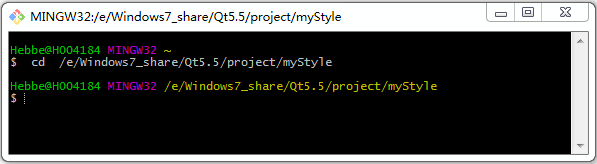 MINGW32:/e/Windows7_share/Qt5.5/project/myStyle
Hebbe@H004184 MINGW32 ~
$  cd  /e/Windows7_share/Qt5.5/project/myStyle
Hebbe@H004184 MINGW32 /e/Windows7_share/Qt5.5/project/myStyle
$